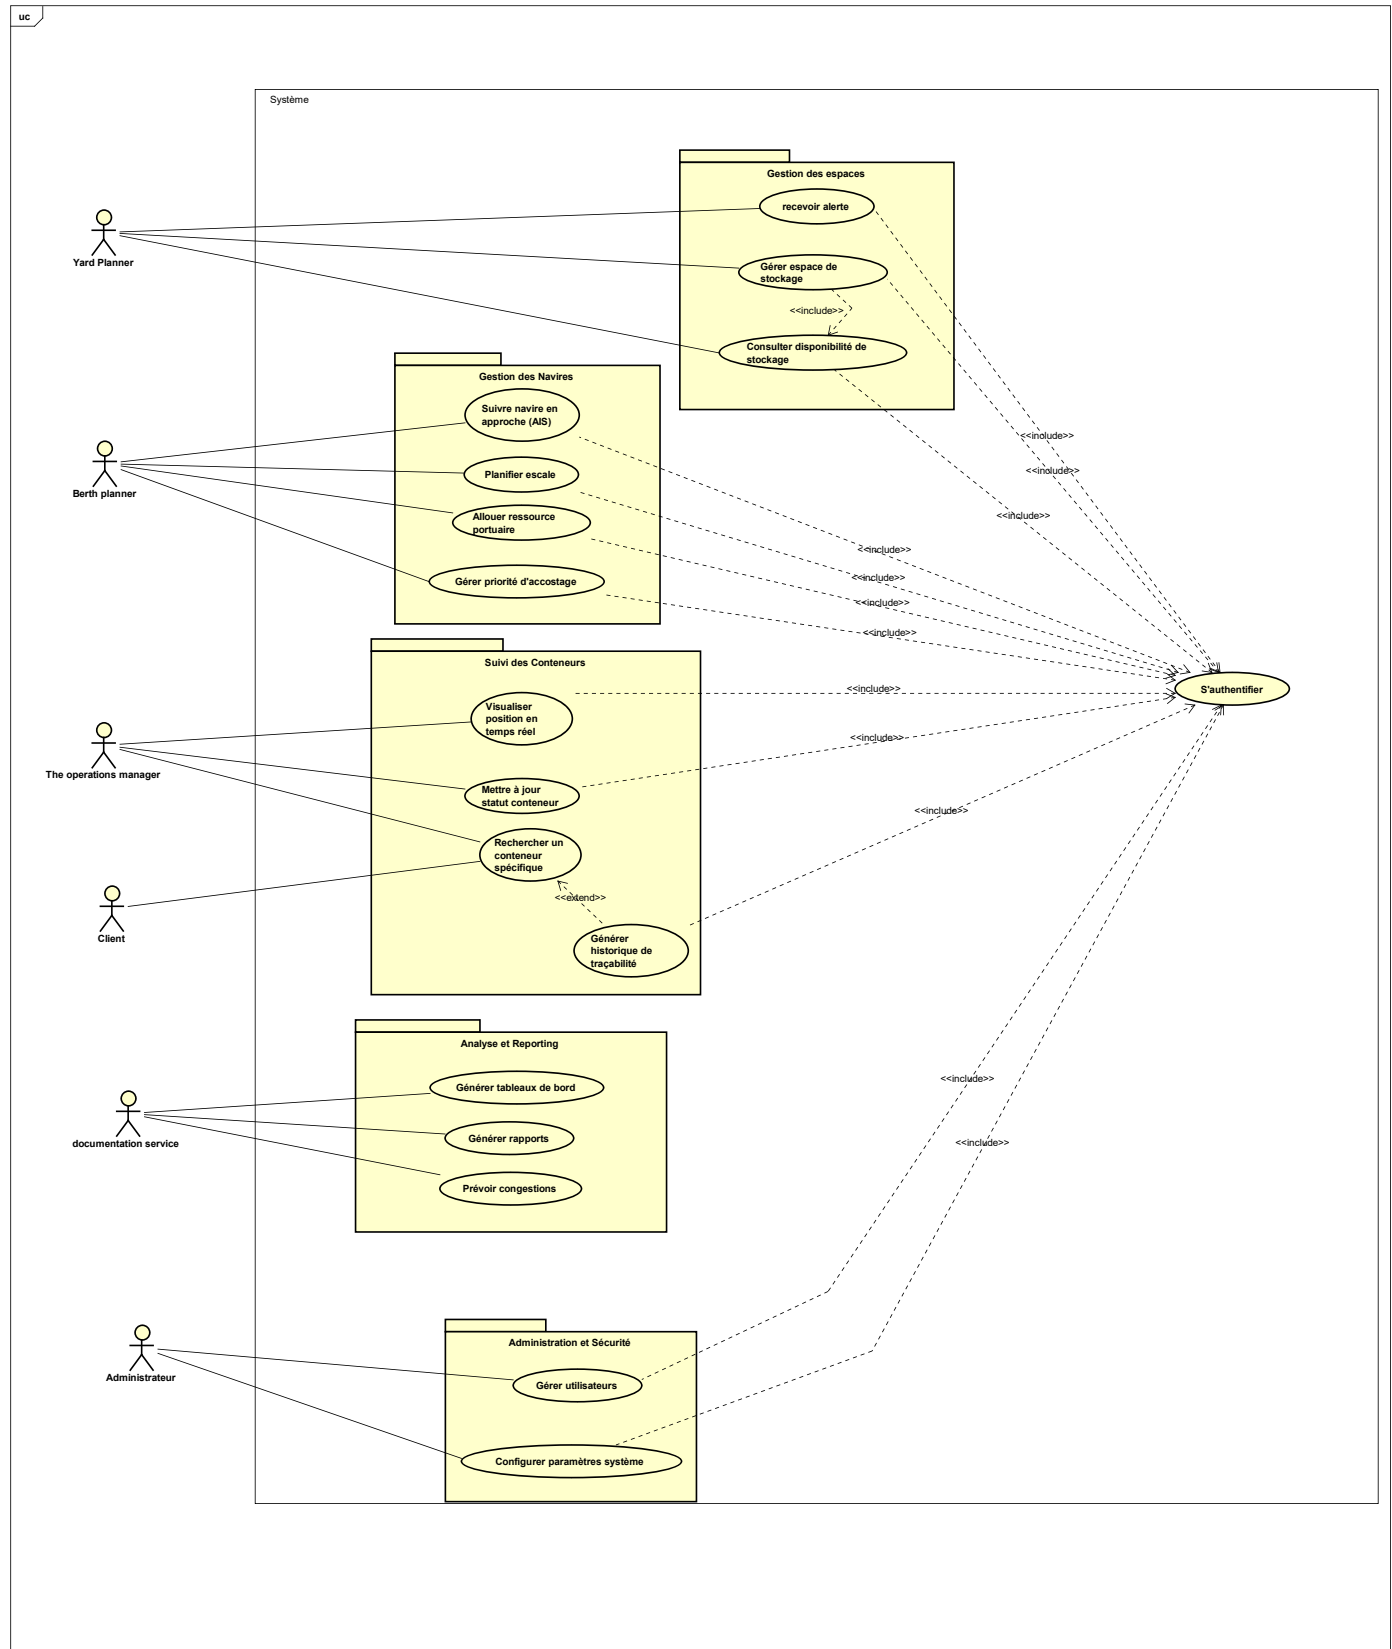 uc
Système
Gestion des espaces
recevoir alerte
Yard Planner
Gérer espace de
stockage
<<include>>
Consulter disponibilité de
stockage
Gestion des Navires
Suivre navire en
approche (AIS)
<<include>>
<<include>>
Berth planner
Planifier escale
Allouer ressource
portuaire
<<include>>
<<include>>
<<include>>
Gérer priorité d'accostage
<<include>>
<<include>>
Suivi des Conteneurs
S'authentifier
<<include>>
Visualiser
position en
temps réel
<<include>>
The operations manager
Mettre à jour
statut conteneur
<<include>>
Rechercher un
conteneur
spécifique
<<extend>>
Client
Générer
historique de
traçabilité
Analyse et Reporting
<<include>>
Générer tableaux de bord
documentation service
Générer rapports
<<include>>
Prévoir congestions
Administration et Sécurité
Administrateur
Gérer utilisateurs
Configurer paramètres système